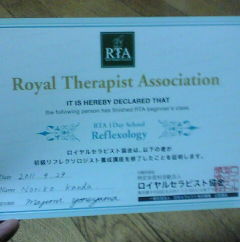 RTA
Royal Therapist Association
IT IS HEREBY DECLARED THAT
the following person has finished RTA beginner's class.
RTA 1Day School
Reflexology
ロイヤルセラピスト協会は、以下の者が
初級リフレクソロジスト養成講座を修了したことを証明します。
Date 2011. 9. 29
Name Noriko Kanda
ロイヤルセラピスト協会